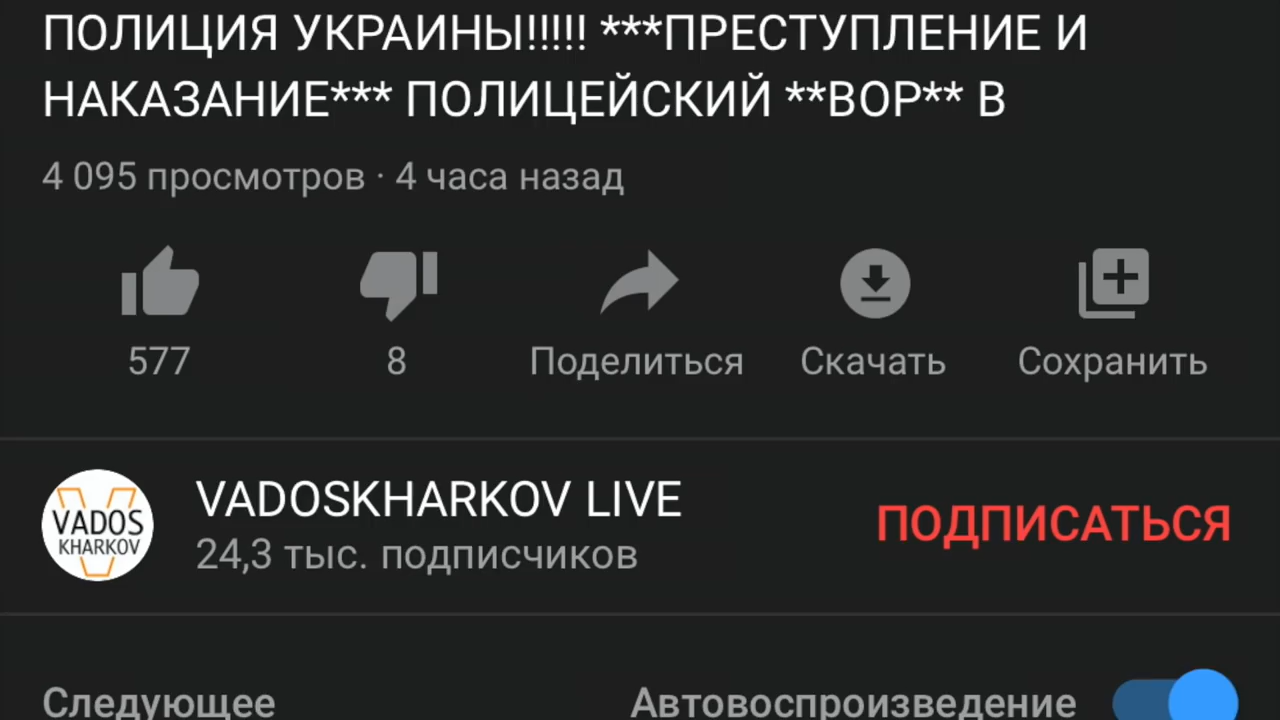 ПОЛИЦИЯ УКРАИНЫ!!!!! ***ПРЕСТУПЛЕНИЕ И
НАКАЗАНИЕ*** ПОЛИЦЕЙСКИЙ **ВОР** В
4 095 просмотров · 4 часа назад
577 8 Поделиться Скачать Сохранить
VADOS
KHARKOV
VADOSKHARKOV LIVE
24,3 тыс. подписчиков
ПОДПИСАТЬСЯ
Следующее Автовоспроизведение